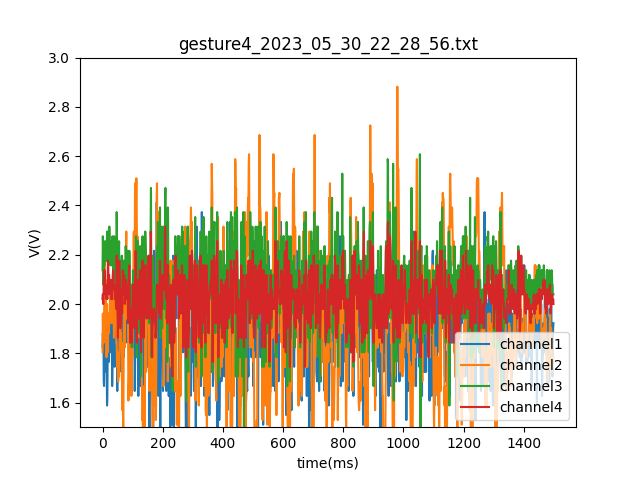 gesture4_2023_05_30_22_28_56.txt
3.0
2.8
2.6
2.4
2.2
2.0
1.8
1.6
V(V)
channel1
channel2
channel3
channel4
0 200 400 600 800 1000 1200 1400
time(ms)